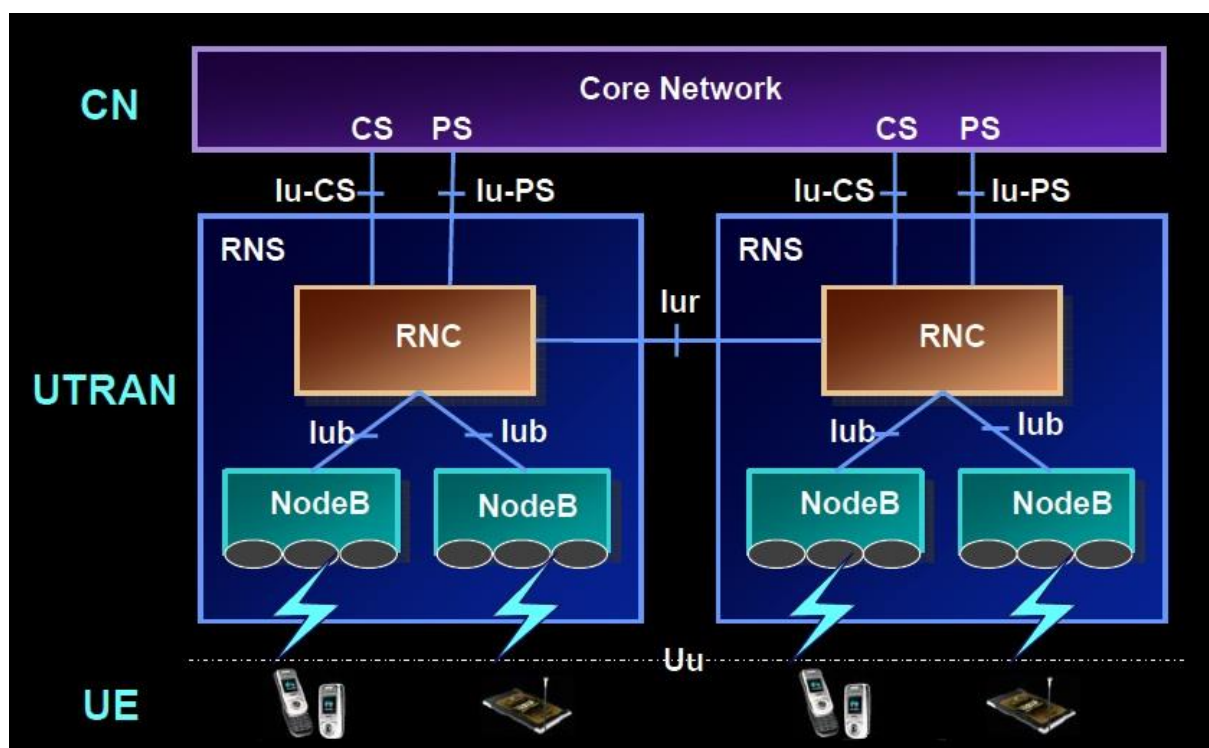 Core Network
CN
CS PS CS PS
Iu-CS Iu-PS Iu-CS Iu-PS
RNS RNS
Iur
RNC RNC
UTRAN
Iub Iub Iub Iub
NodeB NodeB NodeB NodeB
Uu
UE